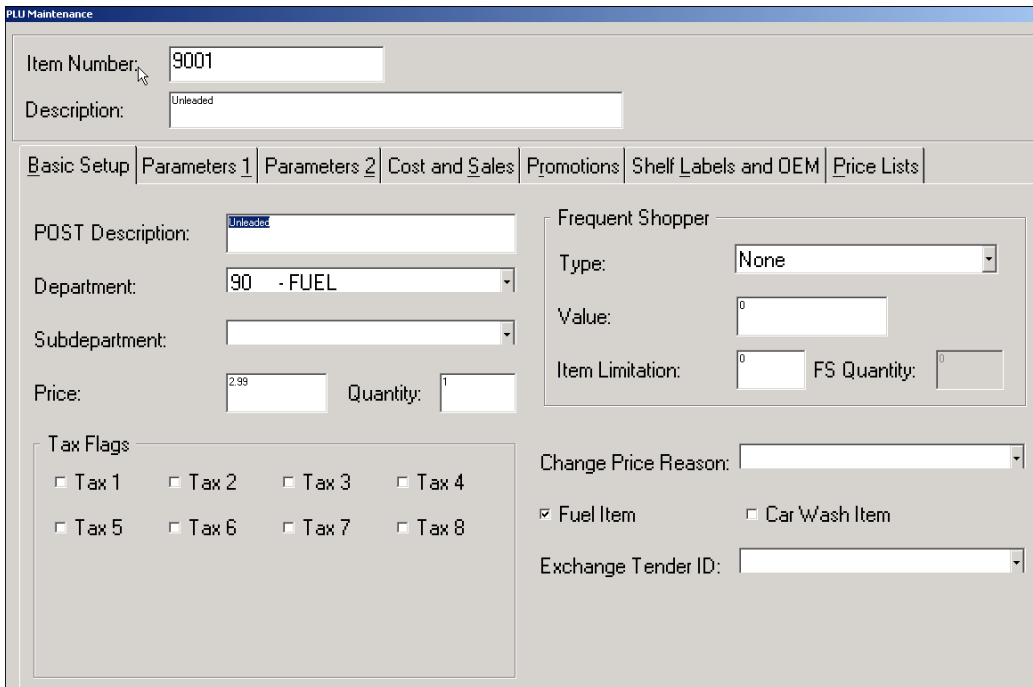 PLU Maintenance
Item Number: 9001
Description: Unleaded
Basic Setup Parameters 1 Parameters 2 Cost and Sales Promotions Shelf Labels and OEM Price Lists
POST Description: Unleaded
Department: 90 - FUEL
Subdepartment:
Price: 2.99 Quantity: 1
Frequent Shopper
Type: None
Value: 0
Item Limitation: 0 FS Quantity: 0
Tax Flags
Tax 1 Tax 2 Tax 3 Tax 4
Tax 5 Tax 6 Tax 7 Tax 8
Change Price Reason:
Fuel Item Car Wash Item
Exchange Tender ID: